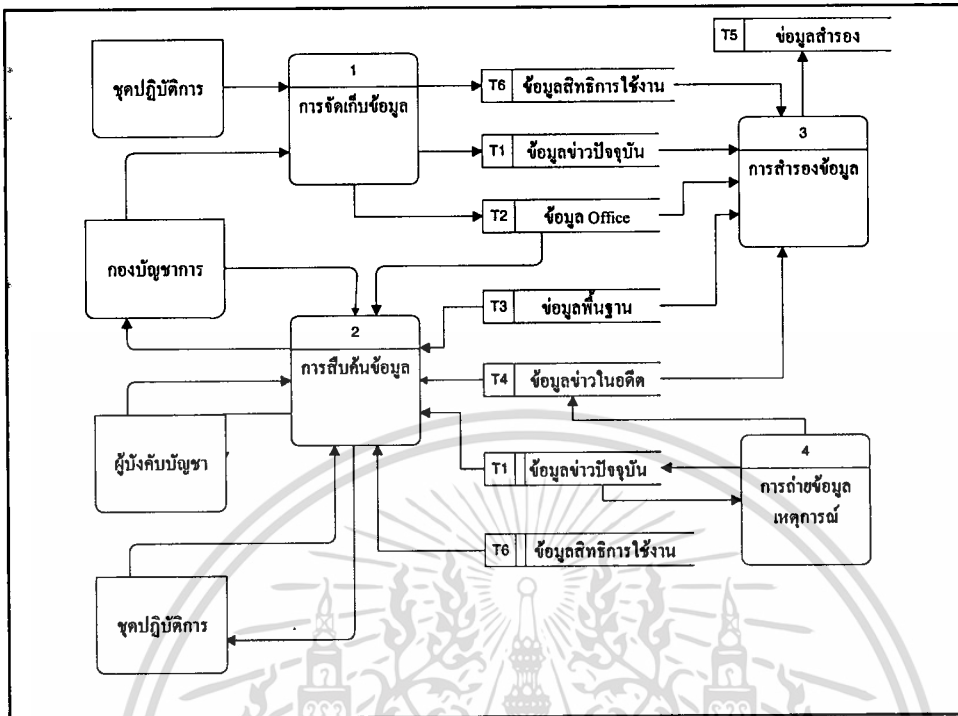 T5 ข้อมูลสำรอง
ชุดปฏิบัติการ
1
การจัดเก็บข้อมูล
T6 ข้อมูลสิทธิการใช้งาน
T1 ข้อมูลข่าวปัจจุบัน
T2 ข้อมูล Office
3
การสำรองข้อมูล
กองบัญชาการ
T3 ข้อมูลพื้นฐาน
2
การสืบค้นข้อมูล
T4 ข้อมูลข่าวในอดีต
ผู้บังคับบัญชา
T1 ข้อมูลข่าวปัจจุบัน
4
การถ่ายข้อมูล
เหตุการณ์
T6 ข้อมูลสิทธิการใช้งาน
ชุดปฏิบัติการ